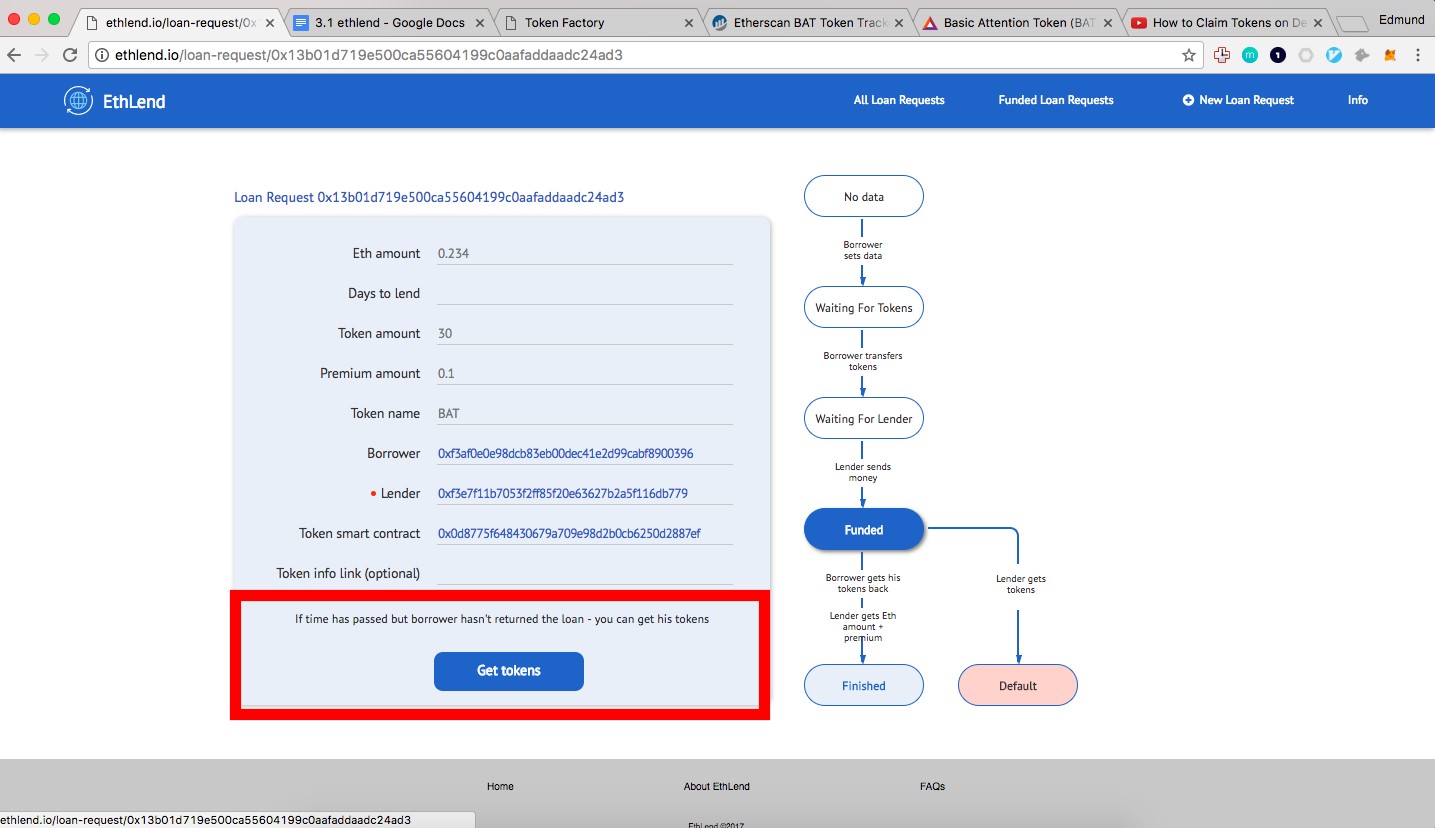 ethlend.io/loan-request/0x
3.1 ethlend - Google Docs
Token Factory
Etherscan BAT Token Track
Basic Attention Token (BAT
How to Claim Tokens on De
Edmund
ethlend.io/loan-request/0x13b01d719e500ca55604199c0aafaddaadc24ad3
EthLend
All Loan Requests
Funded Loan Requests
New Loan Request
Info
Loan Request 0x13b01d719e500ca55604199c0aafaddaadc24ad3
Eth amount 0.234
Days to lend
Token amount 30
Premium amount 0.1
Token name BAT
Borrower 0xf3af0e0e98dcb83eb00dec41e2d99cabf8900396
Lender 0xf3e7f11b7053f2ff85f20e63627b2a5f116db779
Token smart contract 0x0d8775f648430679a709e98d2b0cb6250d2887ef
Token info link (optional)
If time has passed but borrower hasn't returned the loan - you can get his tokens
Get tokens
No data
Borrower
sets data
Waiting For Tokens
Borrower transfers
tokens
Waiting For Lender
Lender sends
money
Funded
Borrower gets his
tokens back
Lender gets Eth
amount +
premium
Finished
Lender gets
tokens
Default
Home
About EthLend
FAQs
ethlend.io/loan-request/0x13b01d719e500ca55604199c0aafaddaadc24ad3
EthLend ©2017